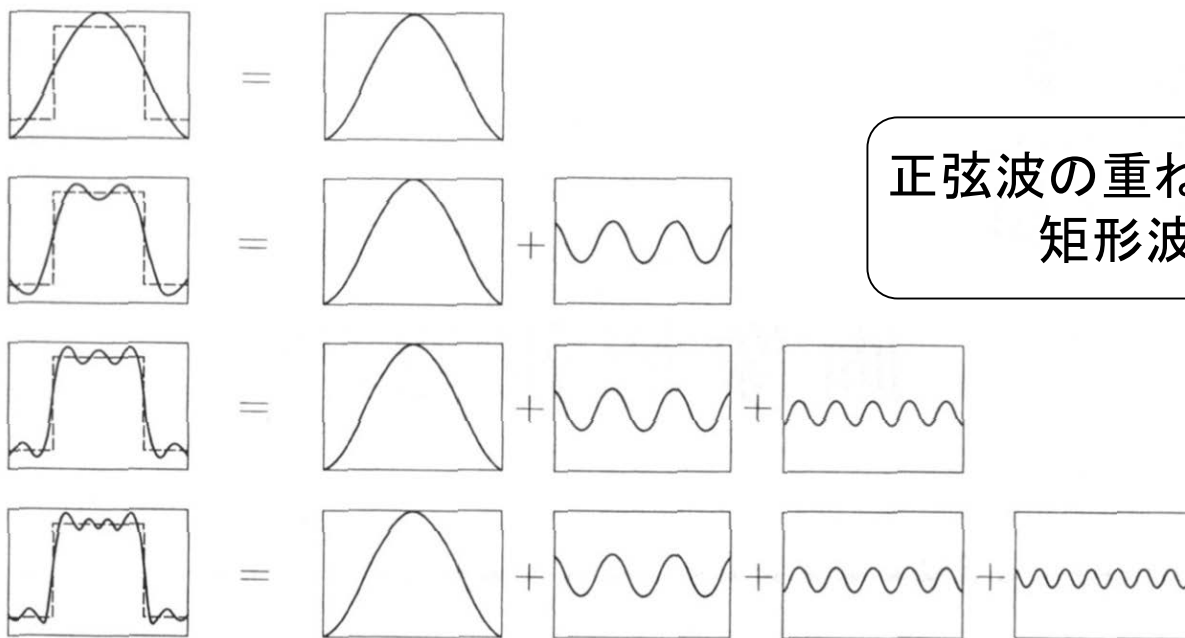 正弦波の重ね
矩形波
=
= +
= + +
= + + +